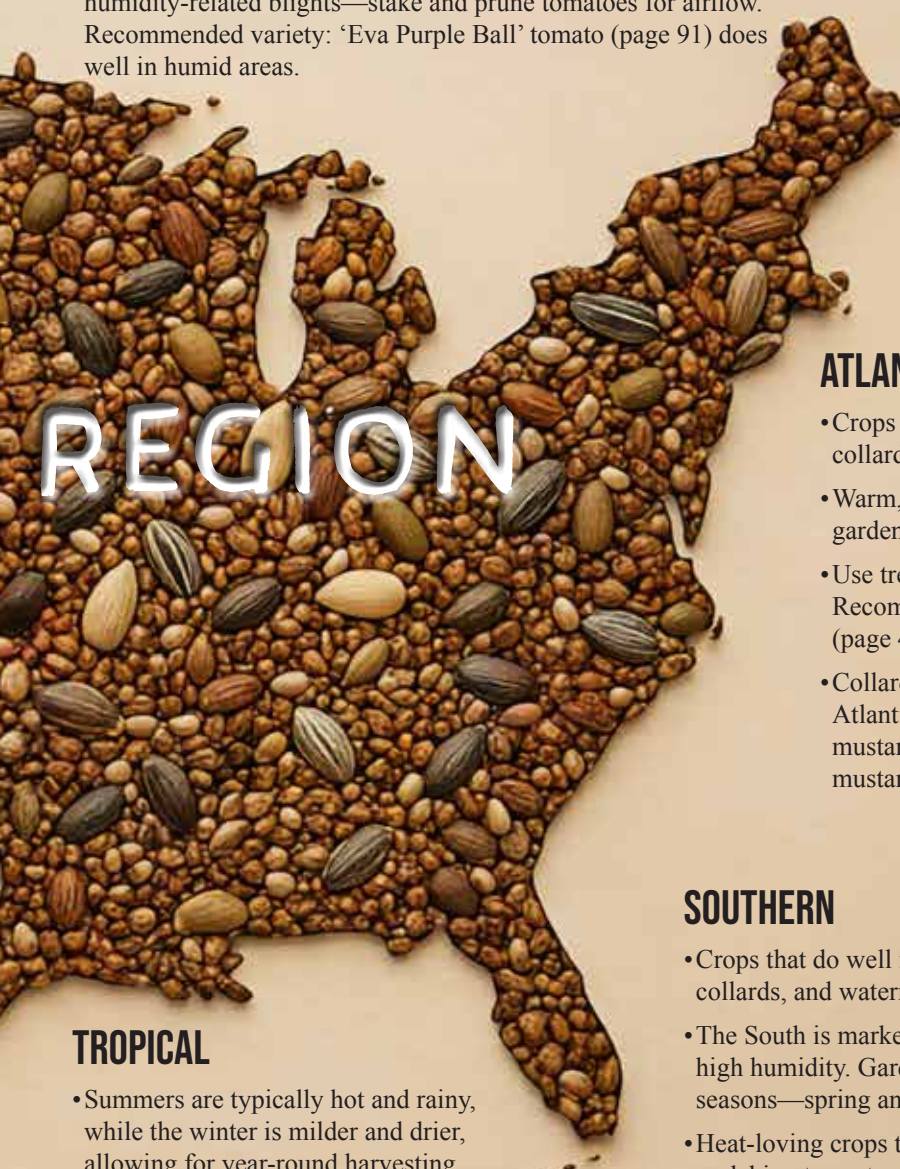 humidity-related blights—stake and prune tomatoes for airflow.
Recommended variety: ‘Eva Purple Ball’ tomato (page 91) does
well in humid areas.
REGION
ATLAN
•Crops
collard
•Warm,
garden
•Use tre
Recom
(page
•Collar
Atlant
mustar
mustar
SOUTHERN
•Crops that do well
collards, and water
•The South is marke
high humidity. Gar
seasons—spring an
•Heat-loving crops t
TROPICAL
•Summers are typically hot and rainy,
while the winter is milder and drier,
allowing for year-round harvesting